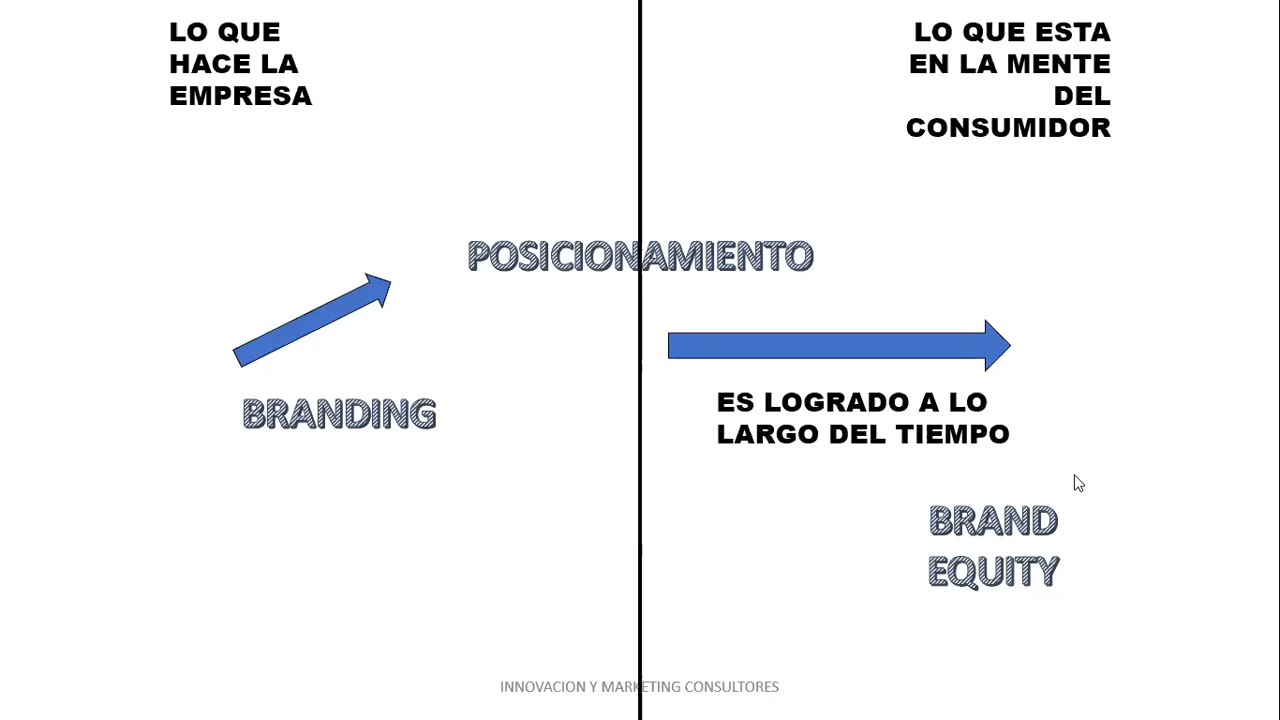 LO QUE
HACE LA
EMPRESA
LO QUE ESTA
EN LA MENTE
DEL
CONSUMIDOR
POSICIONAMIENTO
BRANDING
ES LOGRADO A LO
LARGO DEL TIEMPO
BRAND
EQUITY
INNOVACION Y MARKETING CONSULTORES